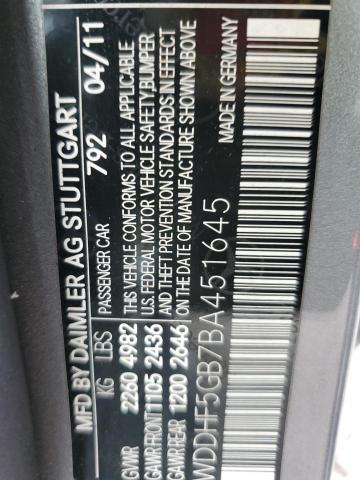 MFD BY DAIMLER AG STUTTGART
PASSENGER CAR 792 04/11
KG LBS
GVWR 2260 4982
GAWR FRONT 1105 2436
GAWR REAR 1200 2646
THIS VEHICLE CONFORMS TO ALL APPLICABLE
U.S. FEDERAL MOTOR VEHICLE SAFETY/BUMPER
AND THEFT PREVENTION STANDARDS IN EFFECT
ON THE DATE OF MANUFACTURE SHOWN ABOVE
WDDHF5GB7BA451645
MADE IN GERMANY